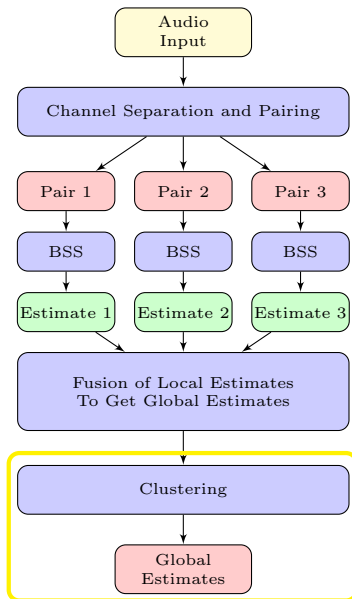 Audio
Input
Channel Separation and Pairing
Pair 1
Pair 2
Pair 3
BSS
BSS
BSS
Estimate 1
Estimate 2
Estimate 3
Fusion of Local Estimates
To Get Global Estimates
Clustering
Global
Estimates